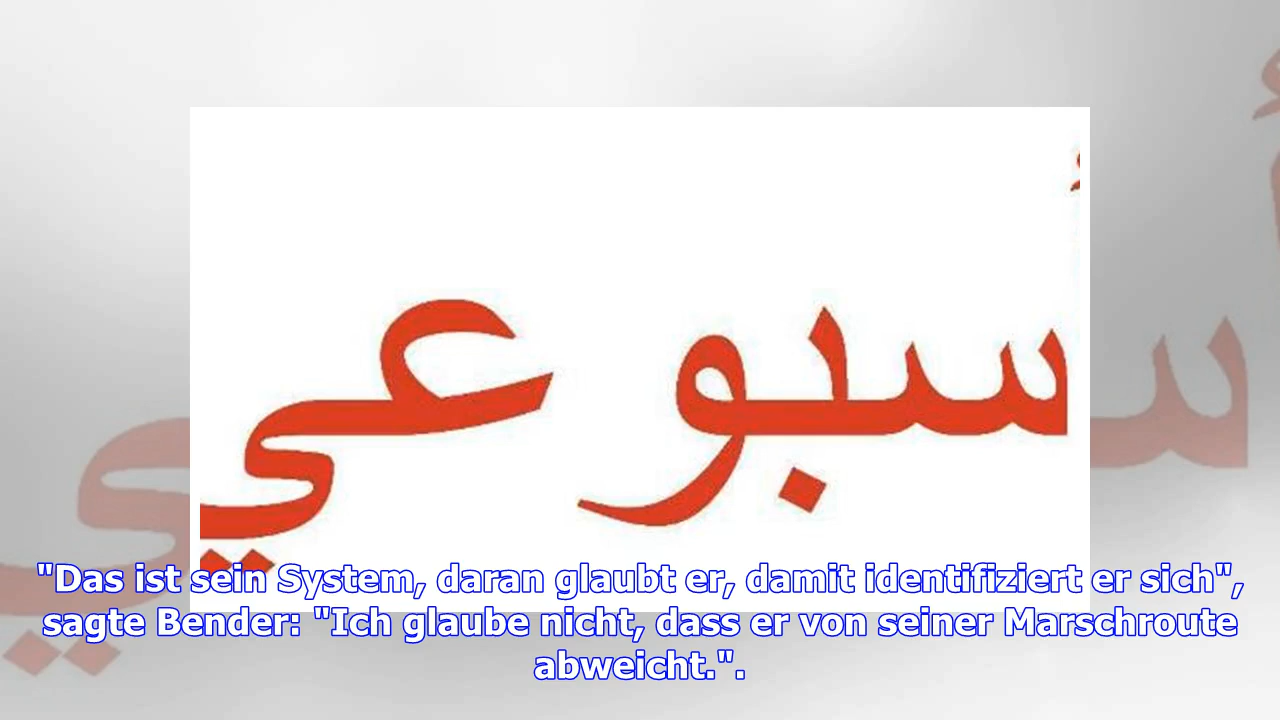 أسبوعي
"Das ist sein System, daran glaubt er, damit identifiziert er sich",
sagte Bender: "Ich glaube nicht, dass er von seiner Marschroute
abweicht.".